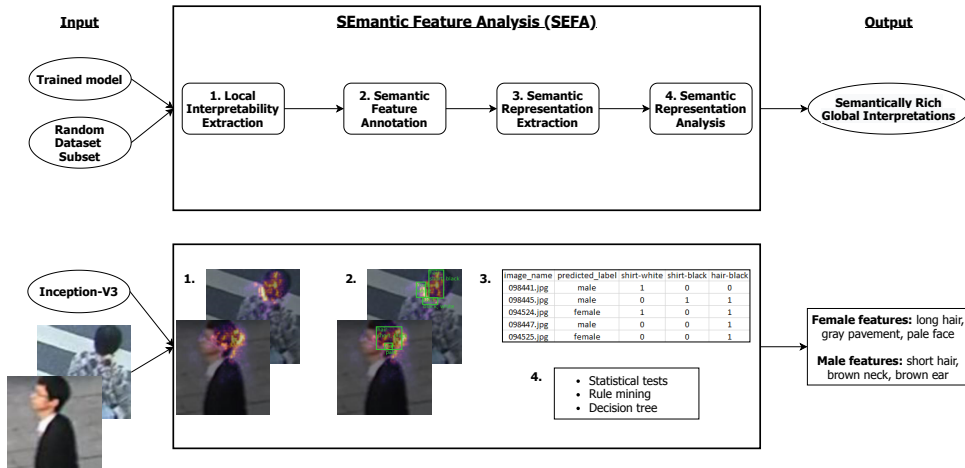 Input
SEmantic Feature Analysis (SEFA)
Output
Trained model
Random
Dataset
Subset
1. Local
Interpretability
Extraction
2. Semantic
Feature
Annotation
3. Semantic
Representation
Extraction
4. Semantic
Representation
Analysis
Semantically Rich
Global Interpretations
Inception-V3
1.
2.
3.
image_name predicted_label shirt-white shirt-black hair-black
098441.jpg male 1 0 0
098445.jpg male 0 1 1
094524.jpg female 1 0 1
098447.jpg male 0 0 1
094525.jpg female 0 0 1
4.
• Statistical tests
• Rule mining
• Decision tree
Female features: long hair,
gray pavement, pale face
Male features: short hair,
brown neck, brown ear